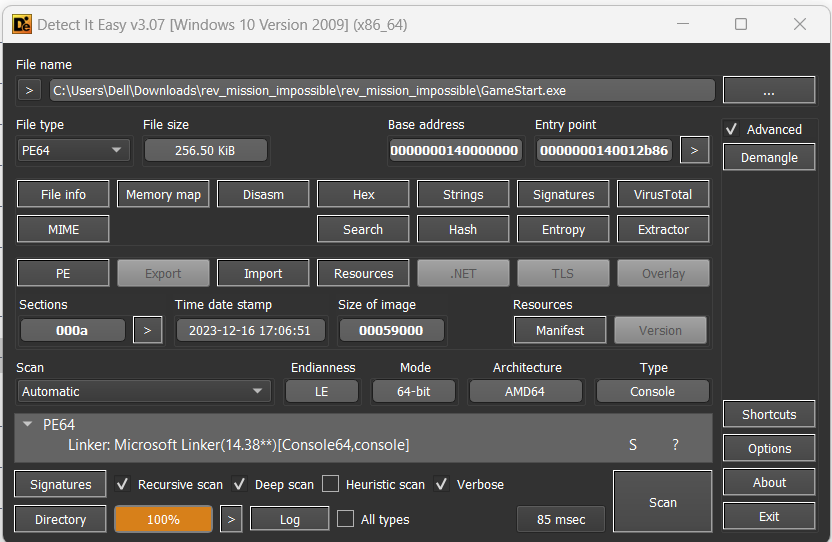 Detect It Easy v3.07 [Windows 10 Version 2009] (x86_64)
File name
> C:\Users\Dell\Downloads\rev_mission_impossible\rev_mission_impossible\GameStart.exe ...
File type File size Base address Entry point Advanced
PE64 256.50 KiB 0000000140000000 0000000140012b86 > Demangle
File info Memory map Disasm Hex Strings Signatures VirusTotal
MIME Search Hash Entropy Extractor
PE Export Import Resources .NET TLS Overlay
Sections Time date stamp Size of image Resources
000a > 2023-12-16 17:06:51 00059000 Manifest Version
Scan Endianness Mode Architecture Type
Automatic LE 64-bit AMD64 Console
PE64
Linker: Microsoft Linker(14.38**)[Console64,console] S ?
Shortcuts
Options
Signatures Recursive scan Deep scan Heuristic scan Verbose Scan About
Directory 100% > Log All types 85 msec Exit